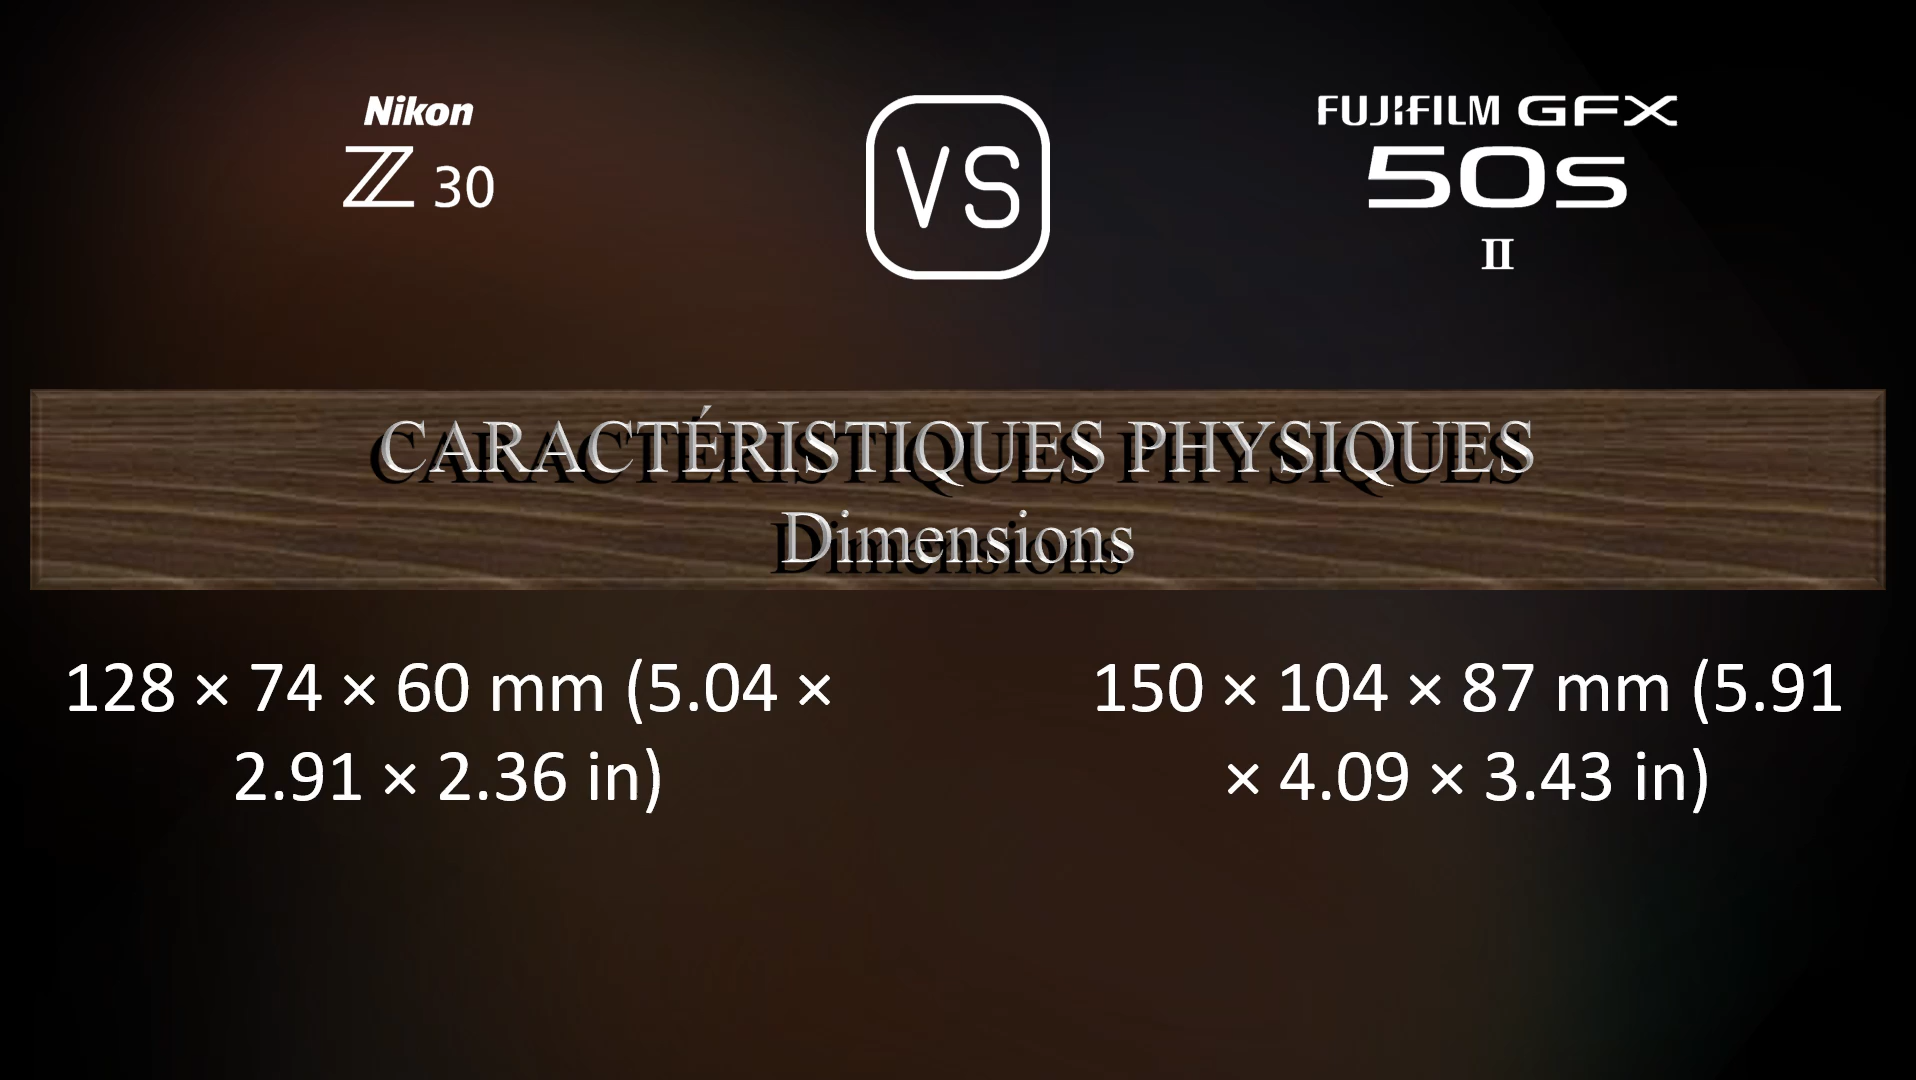 Nikon
Z 30
VS
FUJIFILM GFX
50s
II
CARACTÉRISTIQUES PHYSIQUES
Dimensions
128 × 74 × 60 mm (5.04 ×
2.91 × 2.36 in)
150 × 104 × 87 mm (5.91
× 4.09 × 3.43 in)